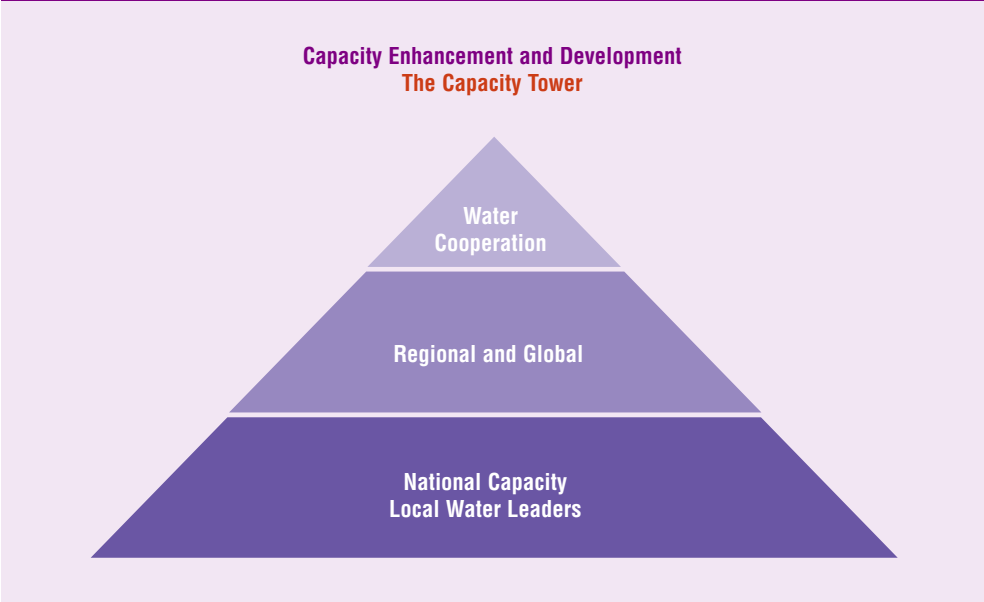 Capacity Enhancement and Development
The Capacity Tower
Water
Cooperation
Regional and Global
National Capacity
Local Water Leaders